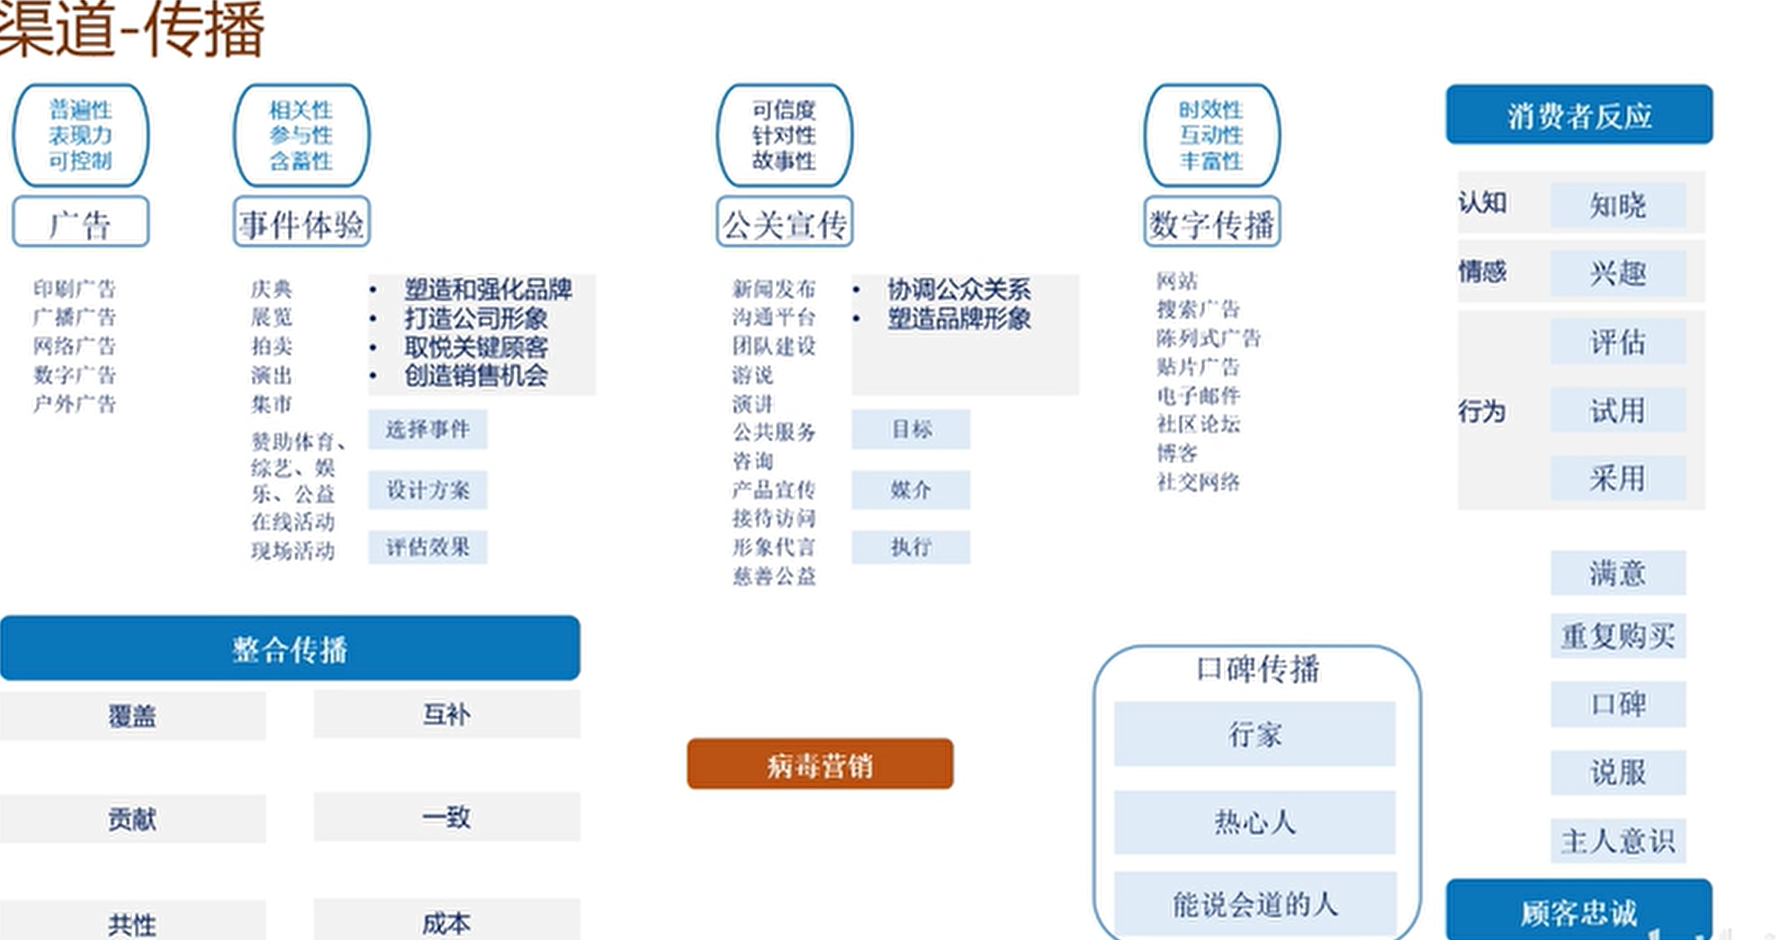 渠道-传播
普遍性
表现力
可控制
广告
印刷广告
广播广告
网络广告
数字广告
户外广告
相关性
参与性
含蓄性
事件体验
庆典
展览
拍卖
演出
集市
赞助体育、
综艺、娱
乐、公益
在线活动
现场活动
• 塑造和强化品牌
• 打造公司形象
• 取悦关键顾客
• 创造销售机会
选择事件
设计方案
评估效果
可信度
针对性
故事性
公关宣传
新闻发布
沟通平台
团队建设
游说
演讲
公共服务
咨询
产品宣传
接待访问
形象代言
慈善公益
• 协调公众关系
• 塑造品牌形象
目标
媒介
执行
时效性
互动性
丰富性
数字传播
网站
搜索广告
陈列式广告
贴片广告
电子邮件
社区论坛
博客
社交网络
消费者反应
认知
知晓
情感
兴趣
行为
评估
试用
采用
满意
重复购买
口碑
说服
主人意识
顾客忠诚
整合传播
覆盖
互补
贡献
一致
共性
成本
病毒营销
口碑传播
行家
热心人
能说会道的人